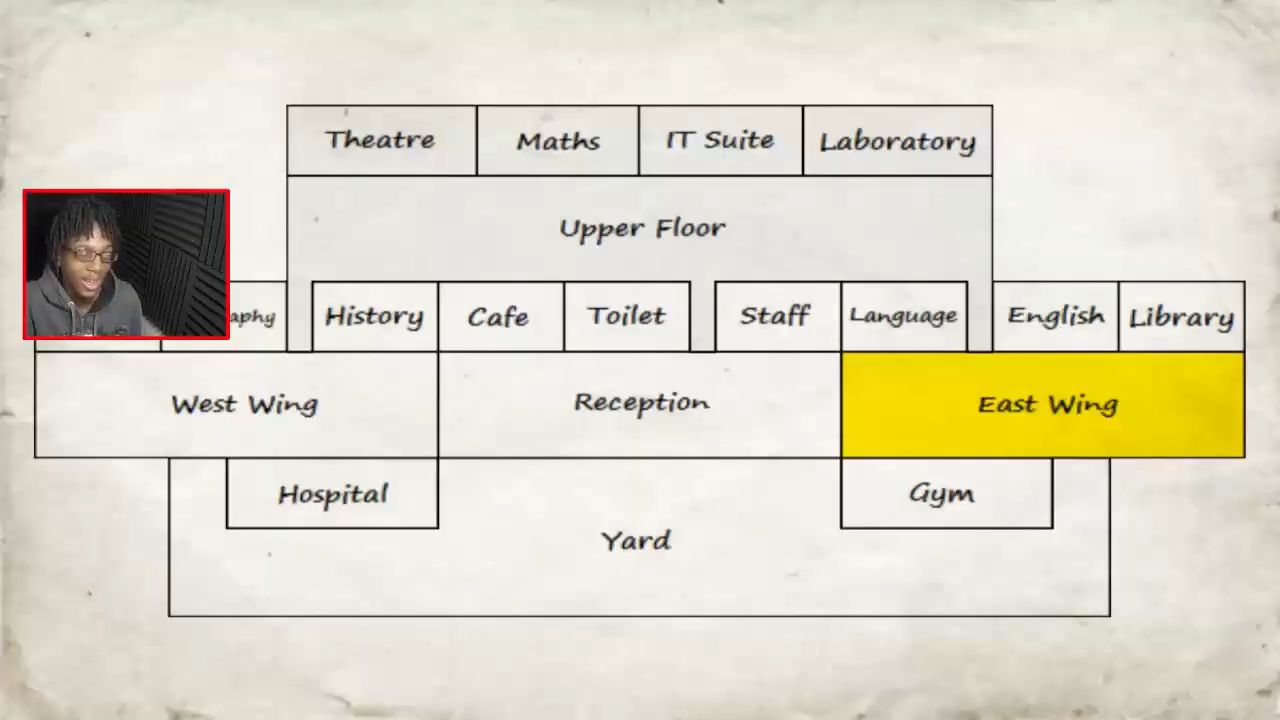 Theatre Maths IT Suite Laboratory
Upper Floor
History Cafe Toilet Staff Language English Library
West Wing Reception East Wing
Hospital Gym
Yard